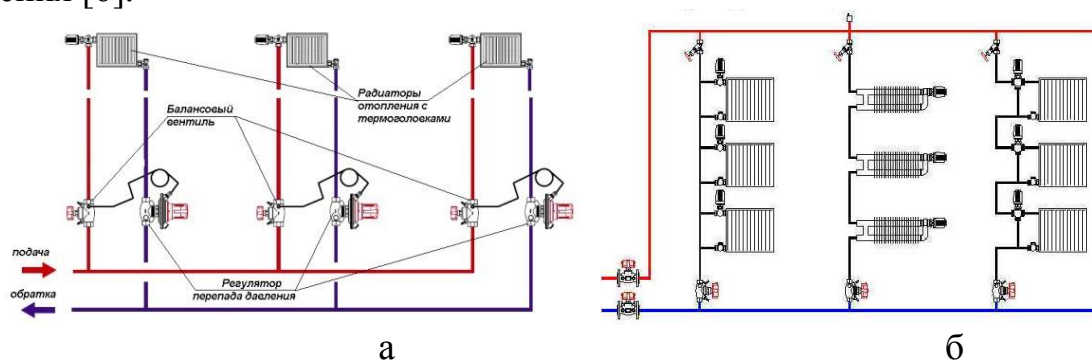 Радиаторы
отопления с
термоголовками
Балансовый
вентиль
подача
Регулятор
перепада давления
обратка
а
б